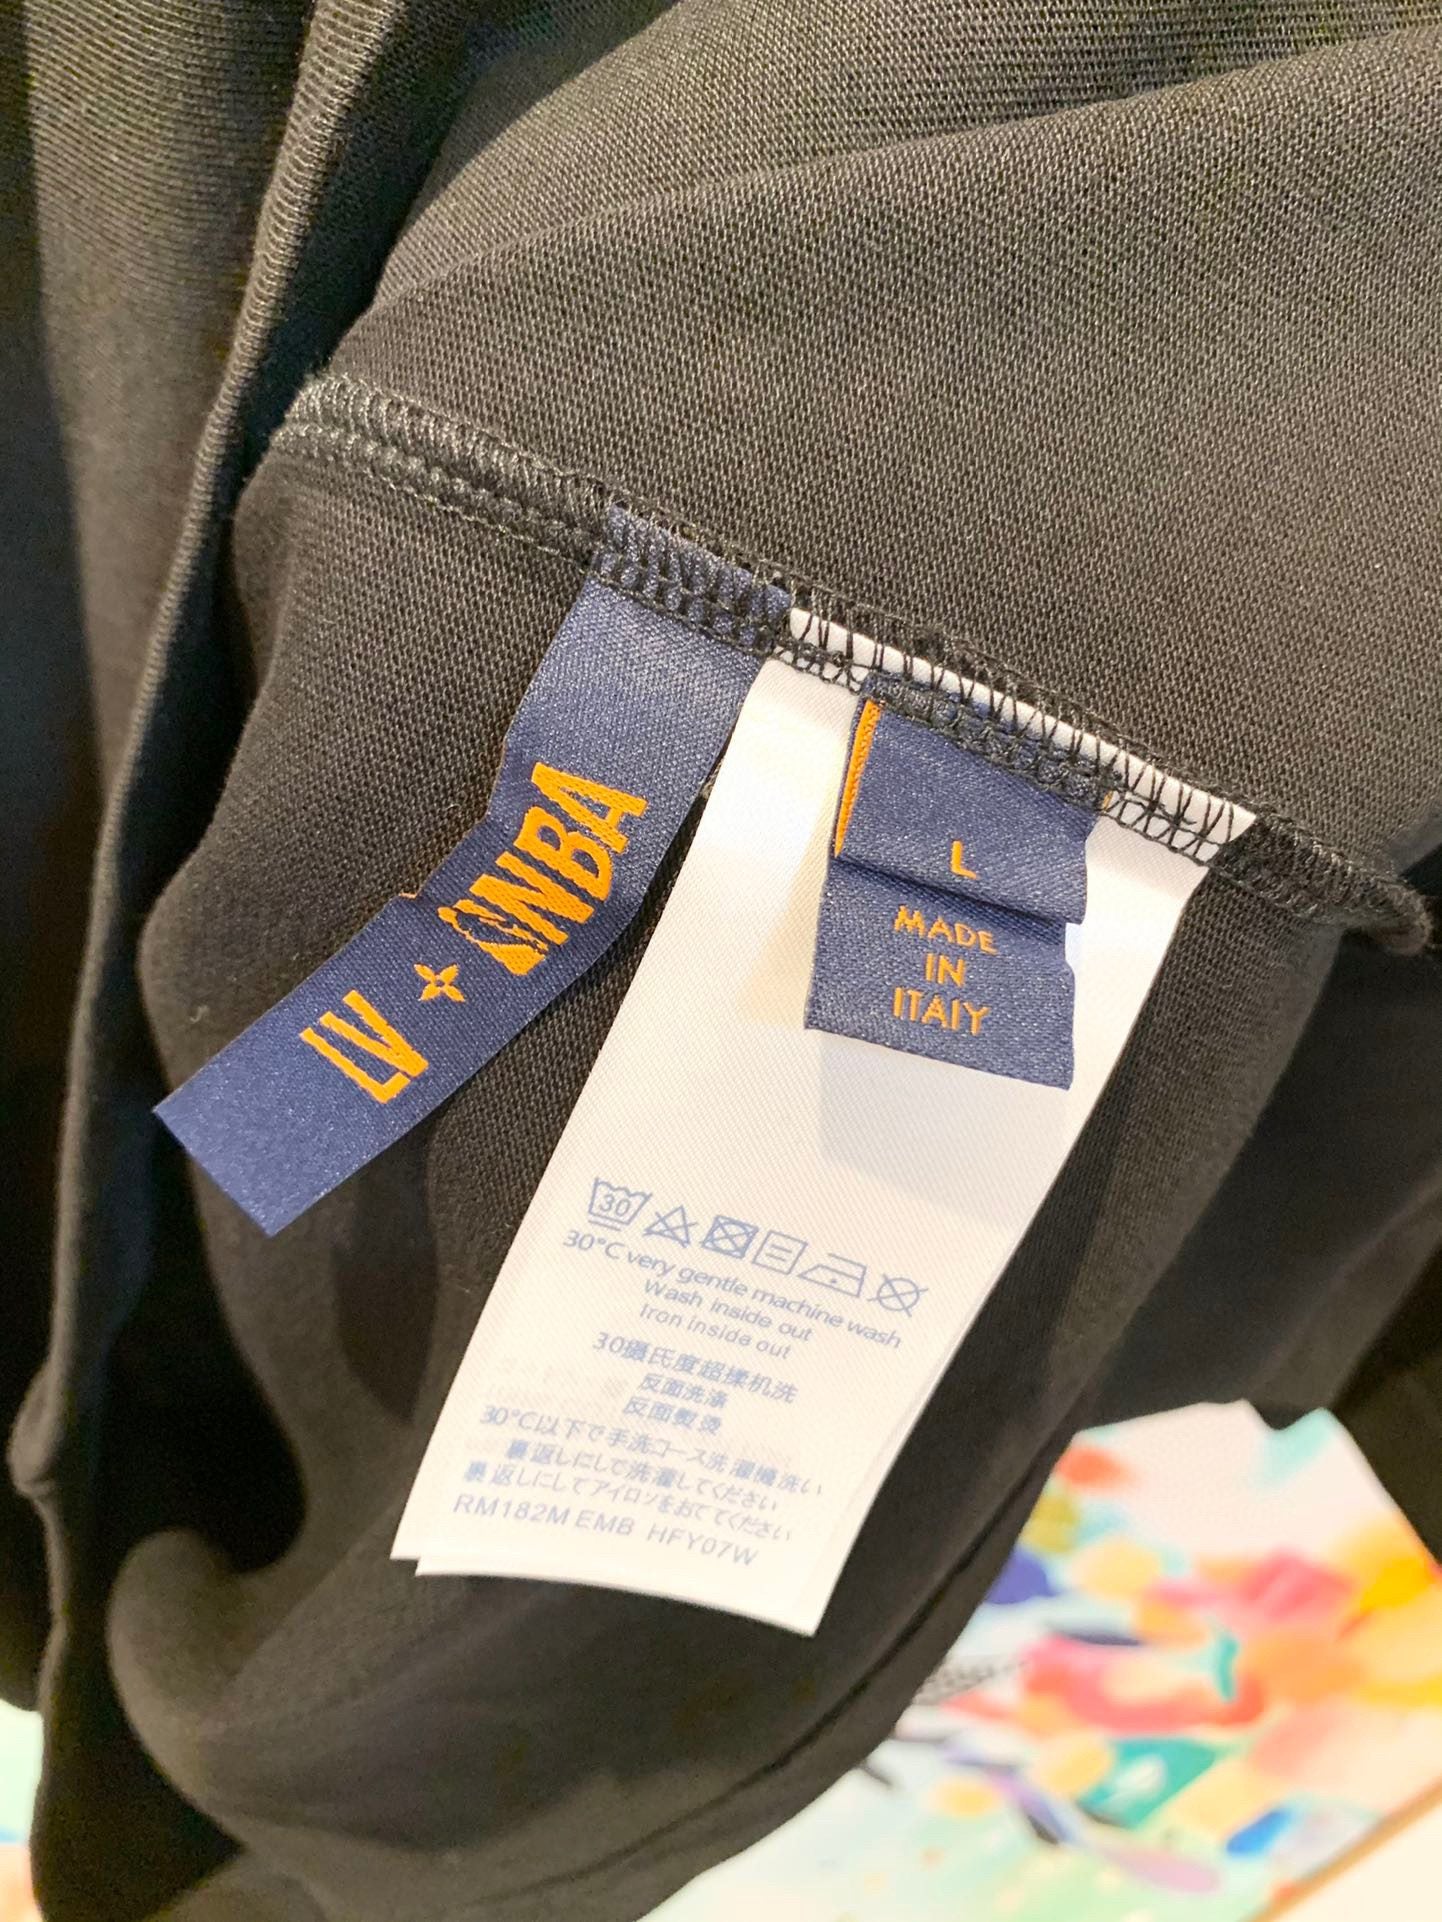 LV NBA
L
MADE
IN
ITAIY
30
30°C very gentle machine wash
Wash inside out
Iron inside out
30攝氏度超樣机洗
反面洗涤
反面熨烫
30°C以下で手洗コース洗濯機洗い
裏返しにして洗濯してください
裏返しにしてアイロンをおててください
RM182M EMB HFY07W